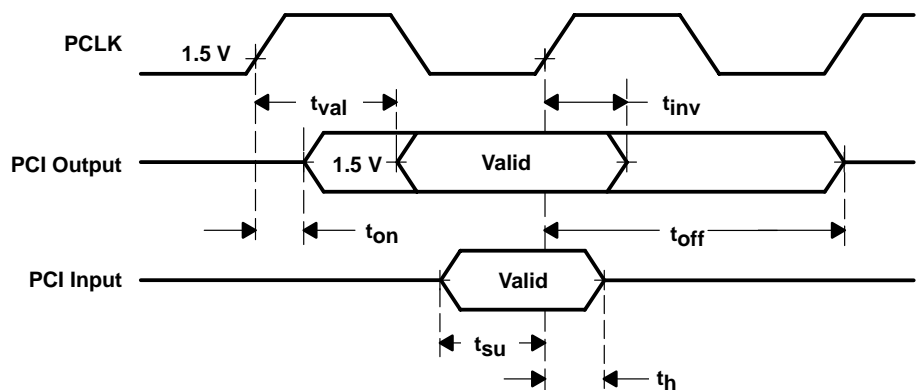 PCLK
1.5 V
tval
tinv
PCI Output
1.5 V
Valid
ton
toff
PCI Input
Valid
tsu
th